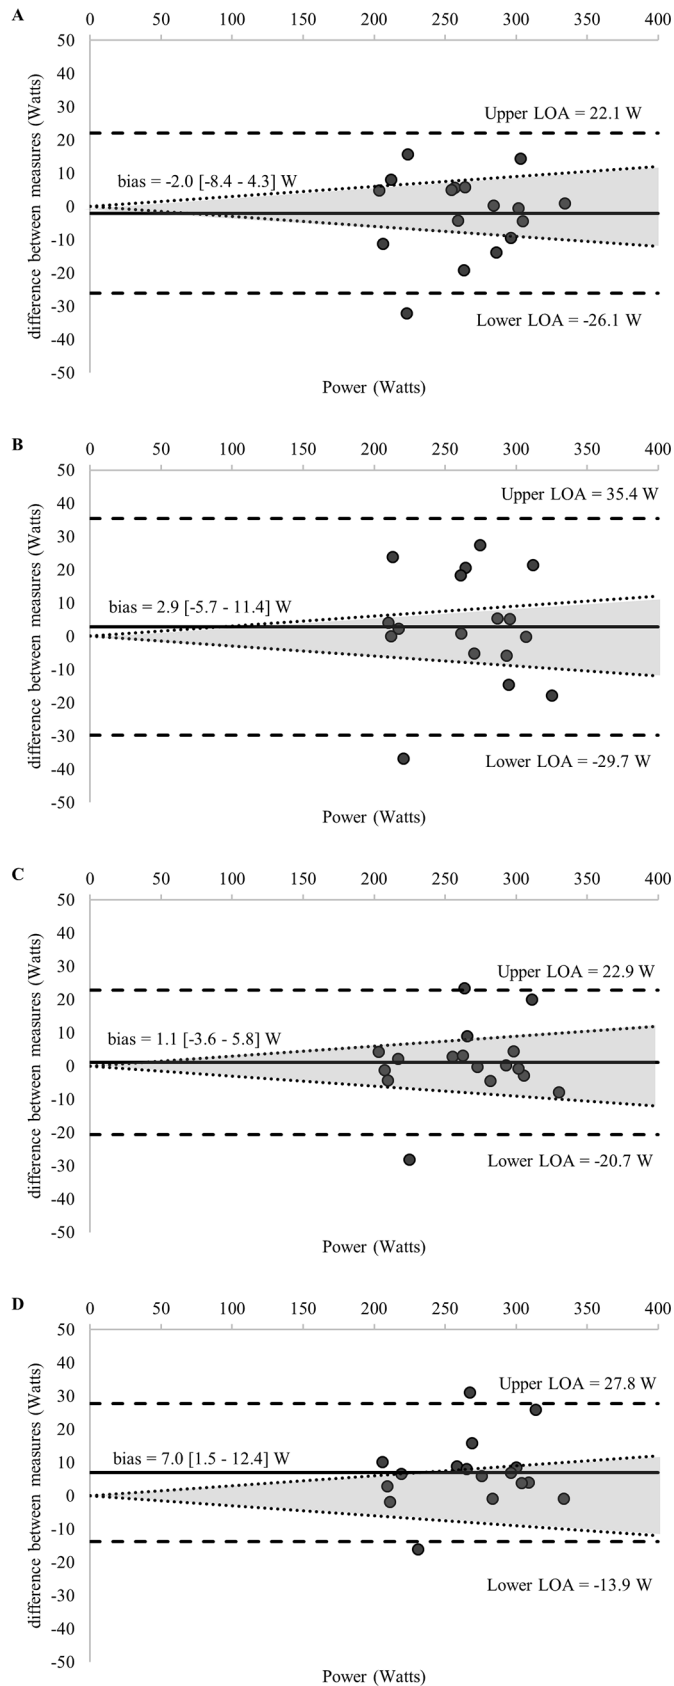 A
0 50 100 150 200 250 300 350 400
50
40
Upper LOA = 22.1 W
30
20
bias = -2.0 [-8.4 - 4.3] W
10
0
-10
-20
-30
Lower LOA = -26.1 W
-40
-50
difference between measures (Watts)
Power (Watts)
B
0 50 100 150 200 250 300 350 400
50
Upper LOA = 35.4 W
40
30
20
bias = 2.9 [-5.7 - 11.4] W
10
0
-10
-20
-30
Lower LOA = -29.7 W
-40
-50
difference between measures (Watts)
Power (Watts)
C
0 50 100 150 200 250 300 350 400
50
40
30
Upper LOA = 22.9 W
20
10
bias = 1.1 [-3.6 - 5.8] W
0
-10
-20
Lower LOA = -20.7 W
-30
-40
-50
difference between measures (Watts)
Power (Watts)
D
0 50 100 150 200 250 300 350 400
50
40
Upper LOA = 27.8 W
30
20
bias = 7.0 [1.5 - 12.4] W
10
0
-10
-20
Lower LOA = -13.9 W
-30
-40
-50
difference between measures (Watts)
Power (Watts)